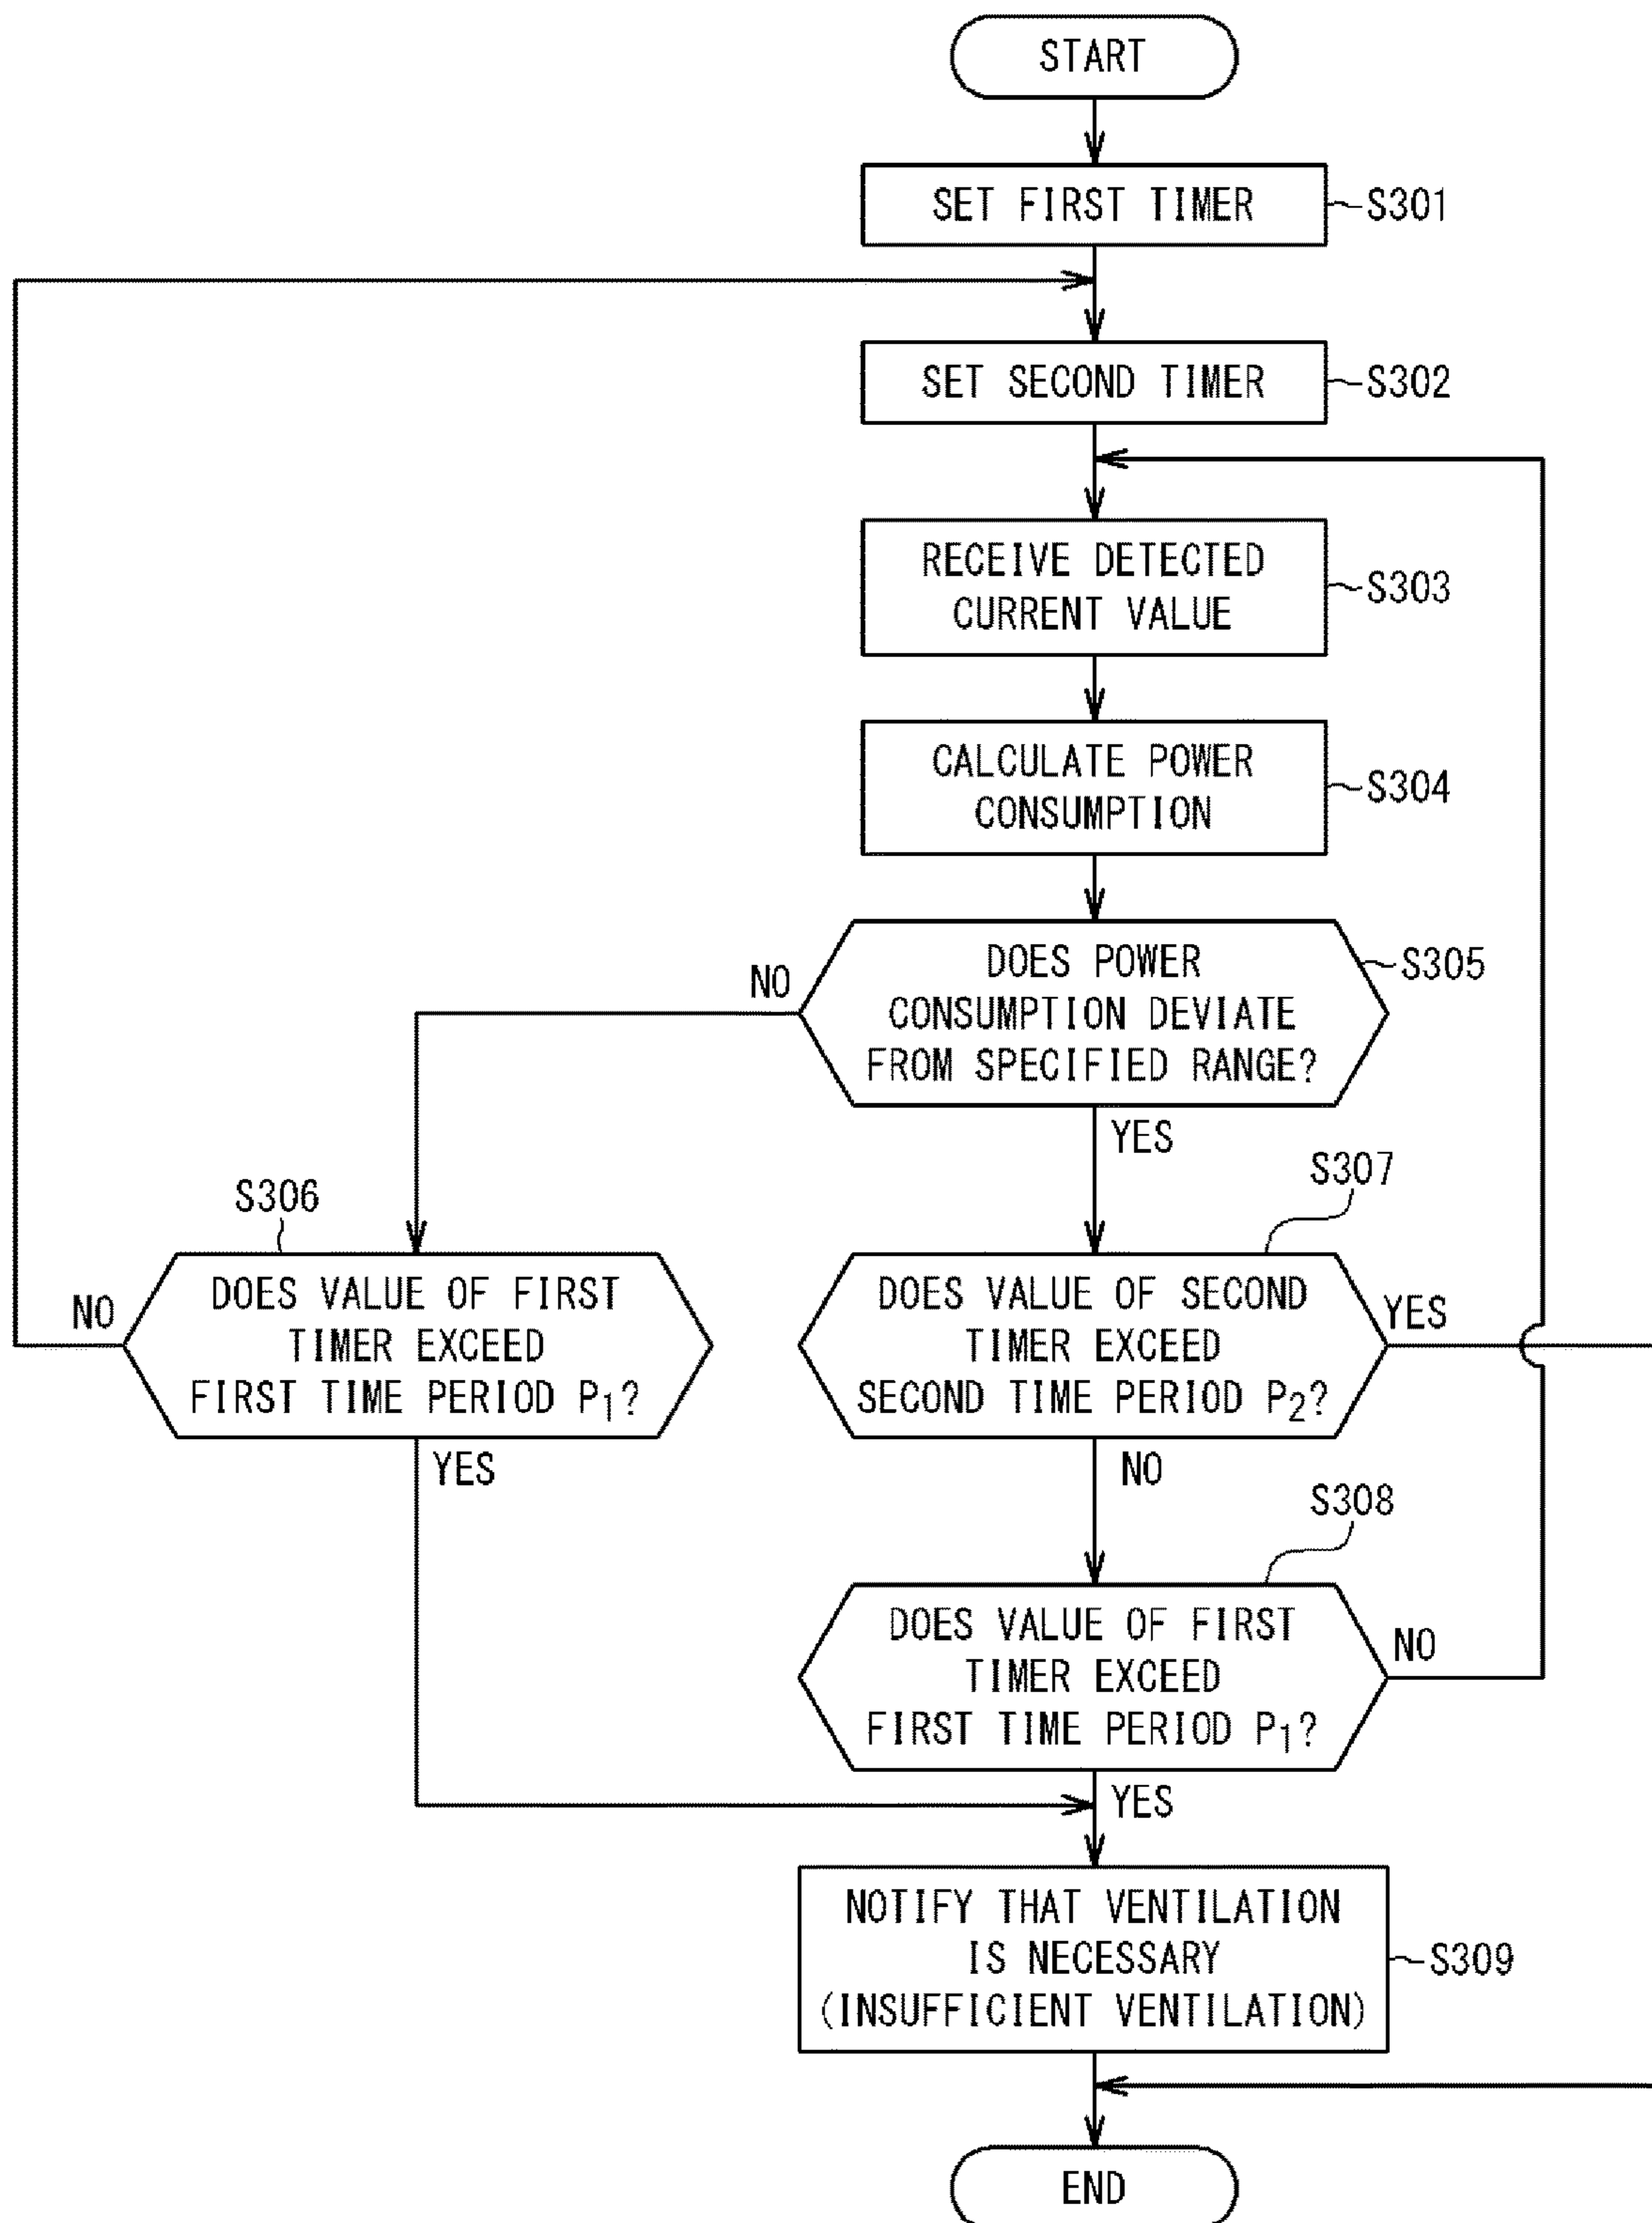 START
SET FIRST TIMER
S301
SET SECOND TIMER
S302
RECEIVE DETECTED
CURRENT VALUE
S303
CALCULATE POWER
CONSUMPTION
S304
DOES POWER
CONSUMPTION DEVIATE
FROM SPECIFIED RANGE?
S305
NO
YES
S306
DOES VALUE OF FIRST
TIMER EXCEED
FIRST TIME PERIOD P1?
NO
YES
S307
DOES VALUE OF SECOND
TIMER EXCEED
SECOND TIME PERIOD P2?
YES
NO
S308
DOES VALUE OF FIRST
TIMER EXCEED
FIRST TIME PERIOD P1?
NO
YES
NOTIFY THAT VENTILATION
IS NECESSARY
(INSUFFICIENT VENTILATION)
S309
END